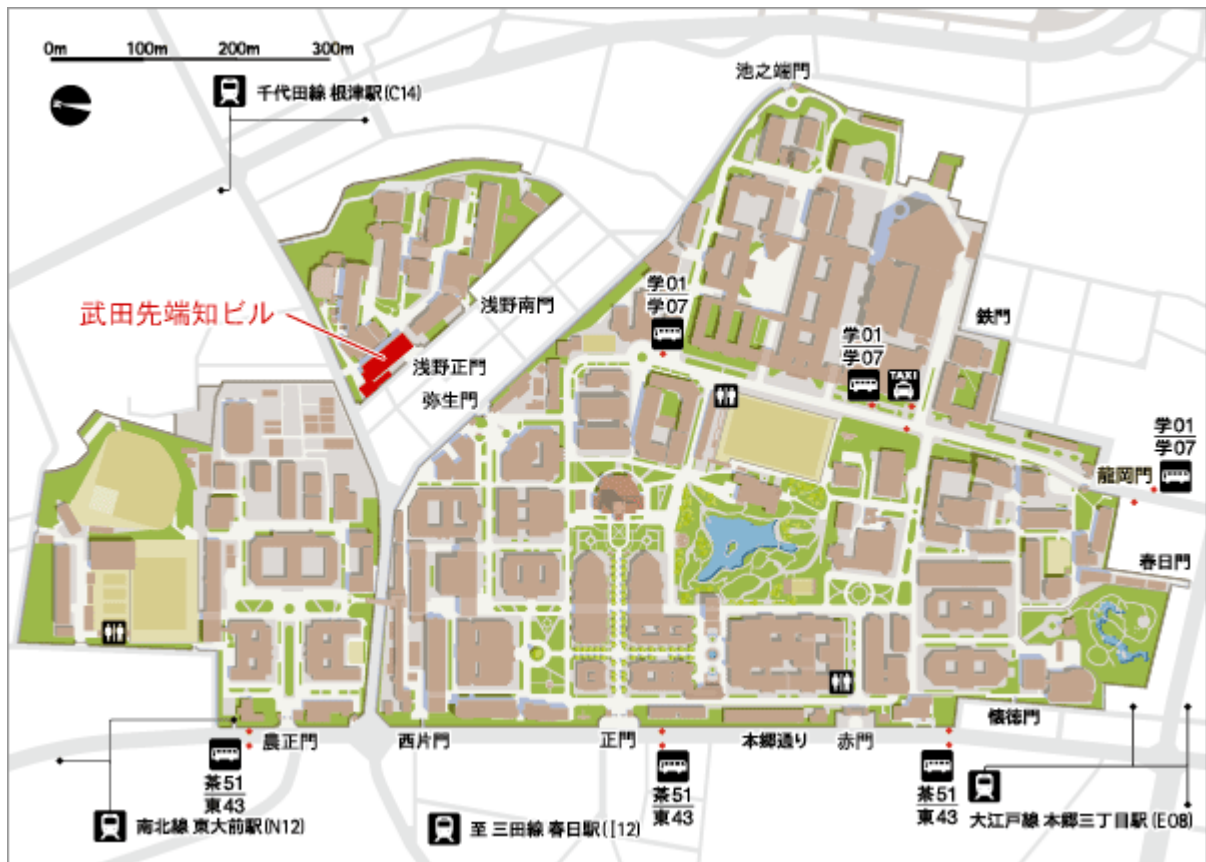 0m 100m 200m 300m
千代田線 根津駅(C14)
池之端門
学01
学07
浅野南門
武田先端知ビル
鉄門
学01
学07
TAXI
浅野正門
弥生門
学01
学07
龍岡門
春日門
懐徳門
農正門
西片門
正門
本郷通り
赤門
茶51
東43
茶51
東43
茶51
東43
南北線 東大前駅(N12)
至 三田線 春日駅([12)
大江戸線 本郷三丁目駅(E08)